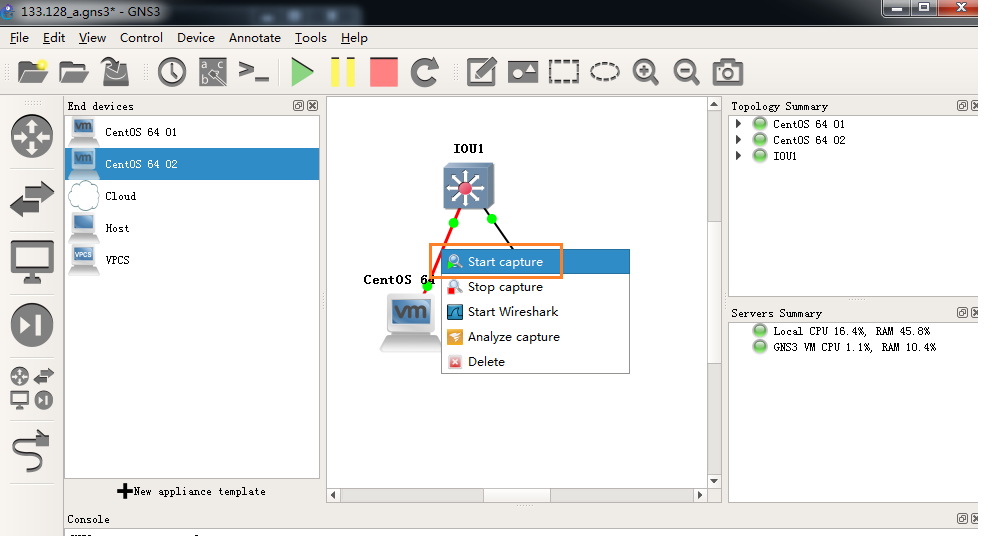 133.128_a.gns3* - GNS3
File Edit View Control Device Annotate Tools Help
End devices
CentOS 64 01
CentOS 64 02
Cloud
Host
VPCS
New appliance template
IOU1
CentOS 64
Start capture
Stop capture
Start Wireshark
Analyze capture
Delete
Topology Summary
CentOS 64 01
CentOS 64 02
IOU1
Servers Summary
Local CPU 16.4%, RAM 45.8%
GNS3 VM CPU 1.1%, RAM 10.4%
Console